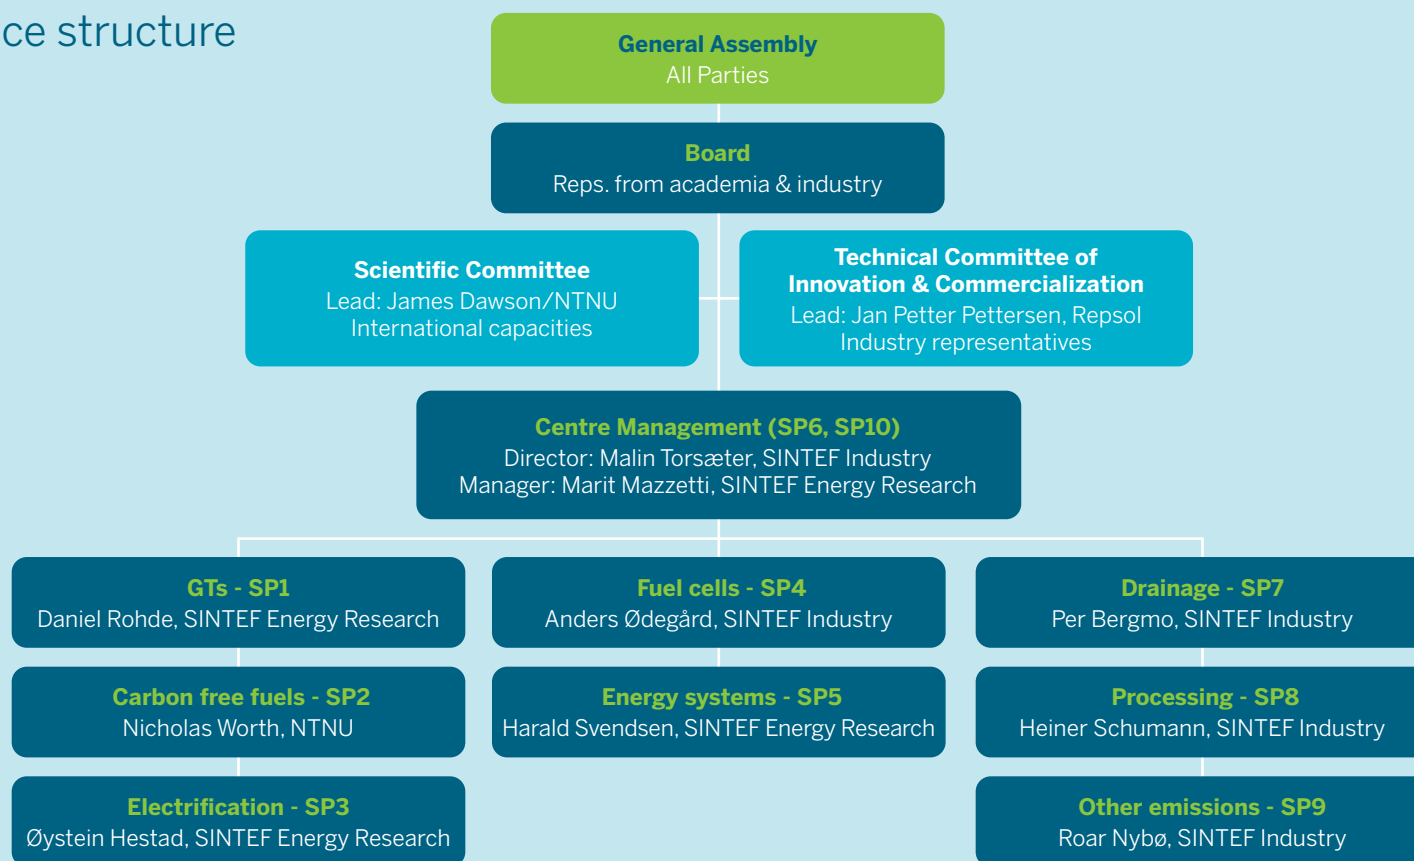 ce structure
General Assembly
All Parties
Board
Reps. from academia & industry
Scientific Committee
Lead: James Dawson/NTNU
International capacities
Technical Committee of
Innovation & Commercialization
Lead: Jan Petter Pettersen, Repsol
Industry representatives
Centre Management (SP6, SP10)
Director: Malin Torsæter, SINTEF Industry
Manager: Marit Mazzetti, SINTEF Energy Research
GTs - SP1
Daniel Rohde, SINTEF Energy Research
Fuel cells - SP4
Anders Ødegård, SINTEF Industry
Drainage - SP7
Per Bergmo, SINTEF Industry
Carbon free fuels - SP2
Nicholas Worth, NTNU
Energy systems - SP5
Harald Svendsen, SINTEF Energy Research
Processing - SP8
Heiner Schumann, SINTEF Industry
Electrification - SP3
Øystein Hestad, SINTEF Energy Research
Other emissions - SP9
Roar Nybø, SINTEF Industry